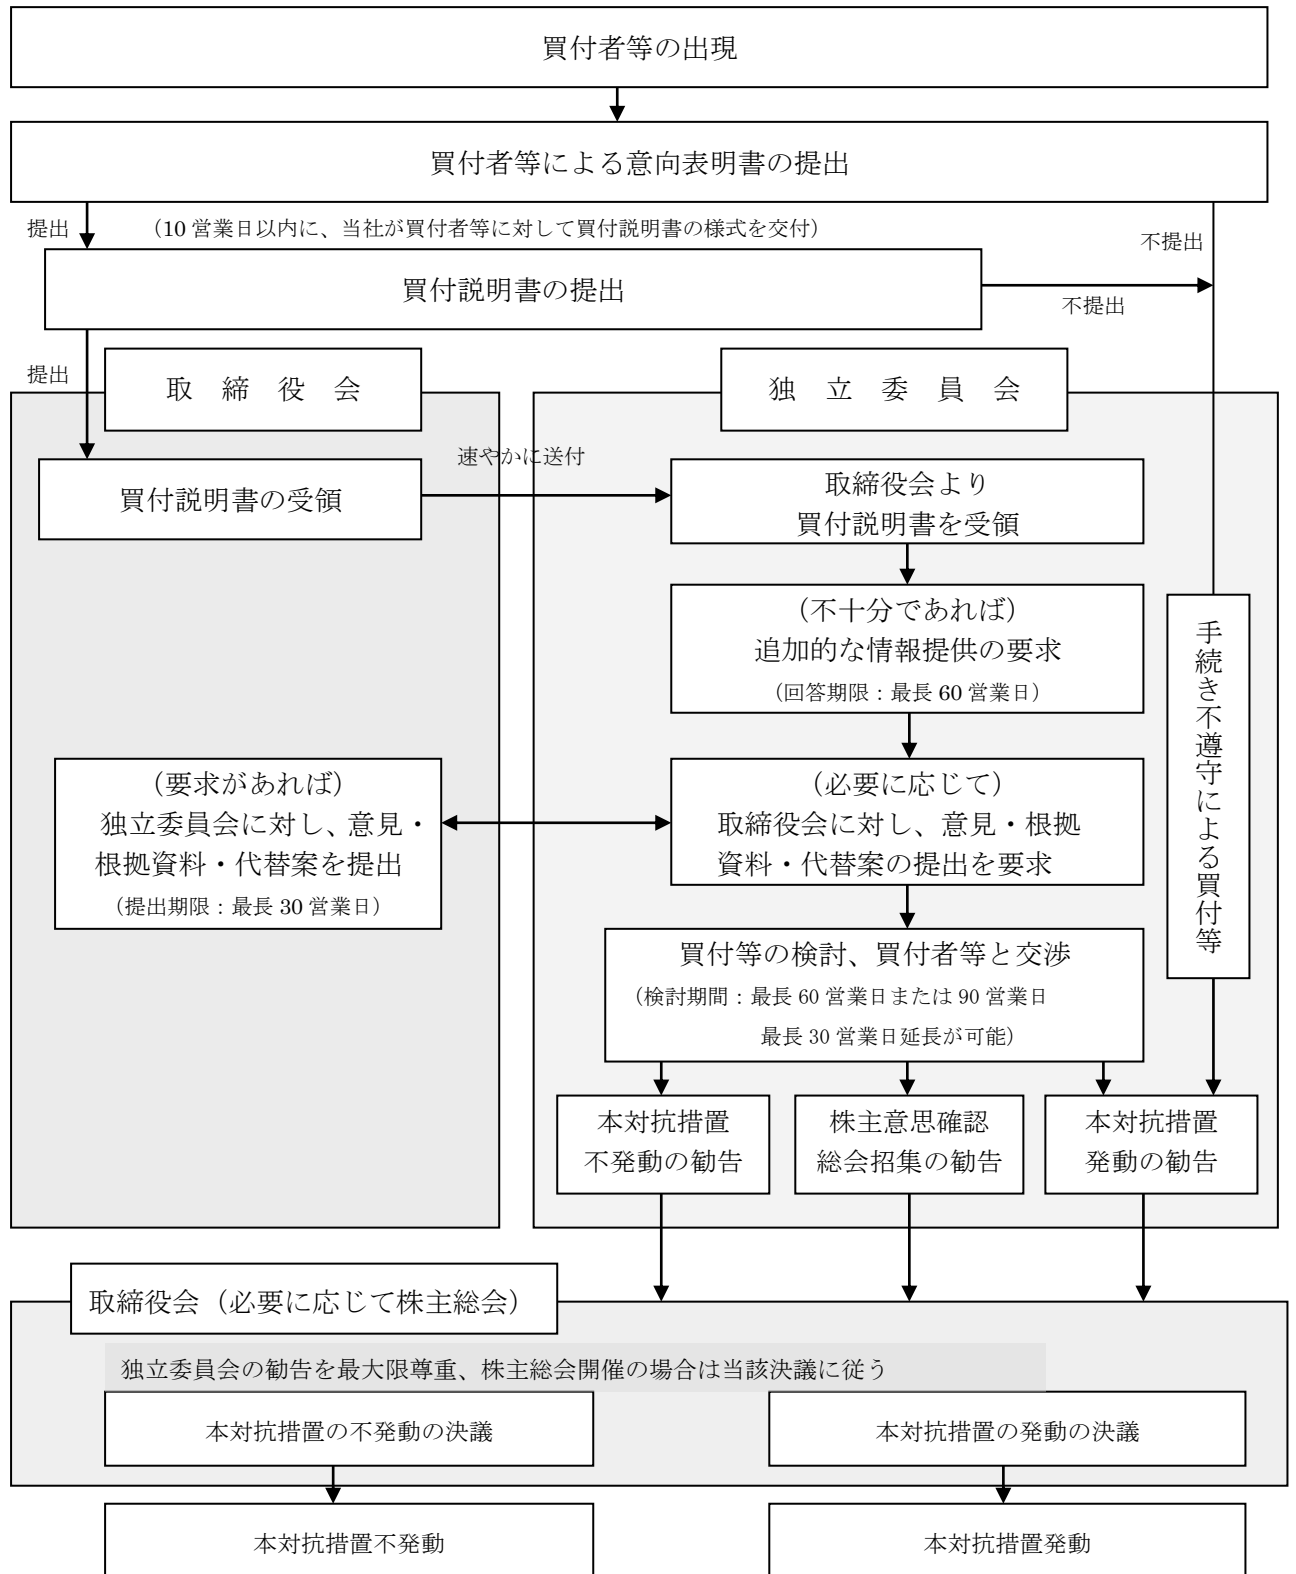 買付者等の出現
買付者等による意向表明書の提出
提出
（10 営業日以内に、当社が買付者等に対して買付説明書の様式を交付）
不提出
買付説明書の提出
不提出
提出
取 締 役 会
独 立 委 員 会
速やかに送付
買付説明書の受領
取締役会より
買付説明書を受領
（不十分であれば）
追加的な情報提供の要求
（回答期限：最長 60 営業日）
手続き不遵守による買付等
（要求があれば）
独立委員会に対し、意見・
根拠資料・代替案を提出
（提出期限：最長 30 営業日）
（必要に応じて）
取締役会に対し、意見・根拠
資料・代替案の提出を要求
買付等の検討、買付者等と交渉
（検討期間：最長 60 営業日または 90 営業日
最長 30 営業日延長が可能）
本対抗措置
不発動の勧告
株主意思確認
総会招集の勧告
本対抗措置
発動の勧告
取締役会（必要に応じて株主総会）
独立委員会の勧告を最大限尊重、株主総会開催の場合は当該決議に従う
本対抗措置の不発動の決議
本対抗措置の発動の決議
本対抗措置不発動
本対抗措置発動